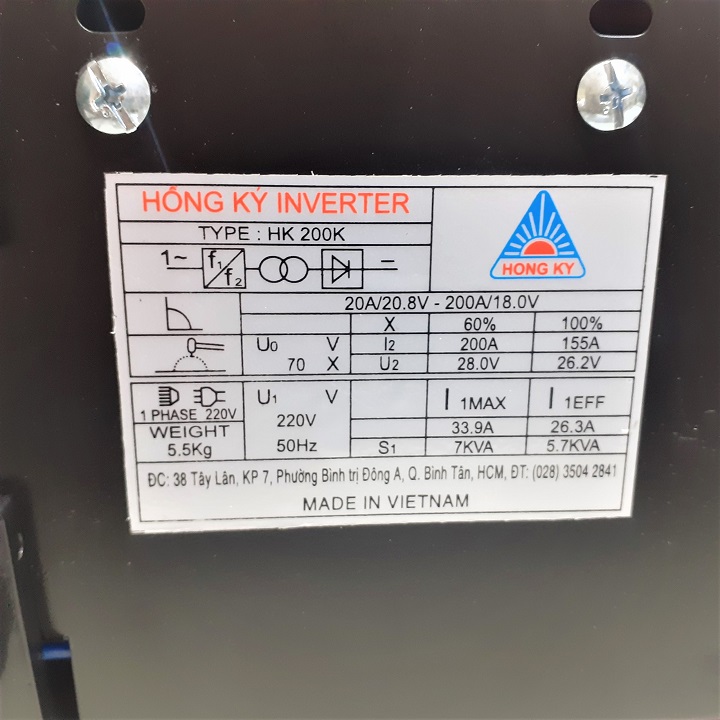 HỒNG KÝ INVERTER
TYPE : HK 200K
HONG KY
1~ f1/f2 –
20A/20.8V - 200A/18.0V
X 60% 100%
U0 V I2 200A 155A
70 X U2 28.0V 26.2V
U1 V I 1MAX I 1EFF
1 PHASE 220V 220V 33.9A 26.3A
WEIGHT 50Hz S1 7KVA 5.7KVA
5.5Kg
ĐC: 38 Tây Lân, KP 7, Phường Bình trị Đông A, Q. Bình Tân, HCM, ĐT: (028) 3504 2841
MADE IN VIETNAM